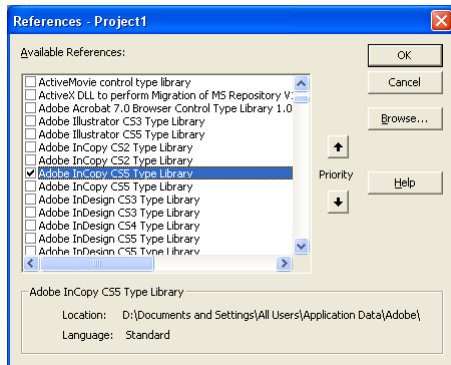 References - Project1
Available References:
OK
ActiveMovie control type library
Cancel
ActiveX DLL to perform Migration of MS Repository V
Adobe Acrobat 7.0 Browser Control Type Library 1.0
Browse...
Adobe Illustrator CS3 Type Library
Adobe Illustrator CS5 Type Library
Adobe InCopy CS2 Type Library
Adobe InCopy CS2 Type Library
Adobe InCopy CS5 Type Library
Priority
Adobe InCopy CS5 Type Library
Help
Adobe InDesign CS3 Type Library
Adobe InDesign CS4 Type Library
Adobe InDesign CS5 Type Library
Adobe InDesign CS5 Type Library
Adobe InCopy CS5 Type Library
Location: D:\Documents and Settings\All Users\Application Data\Adobe\
Language: Standard